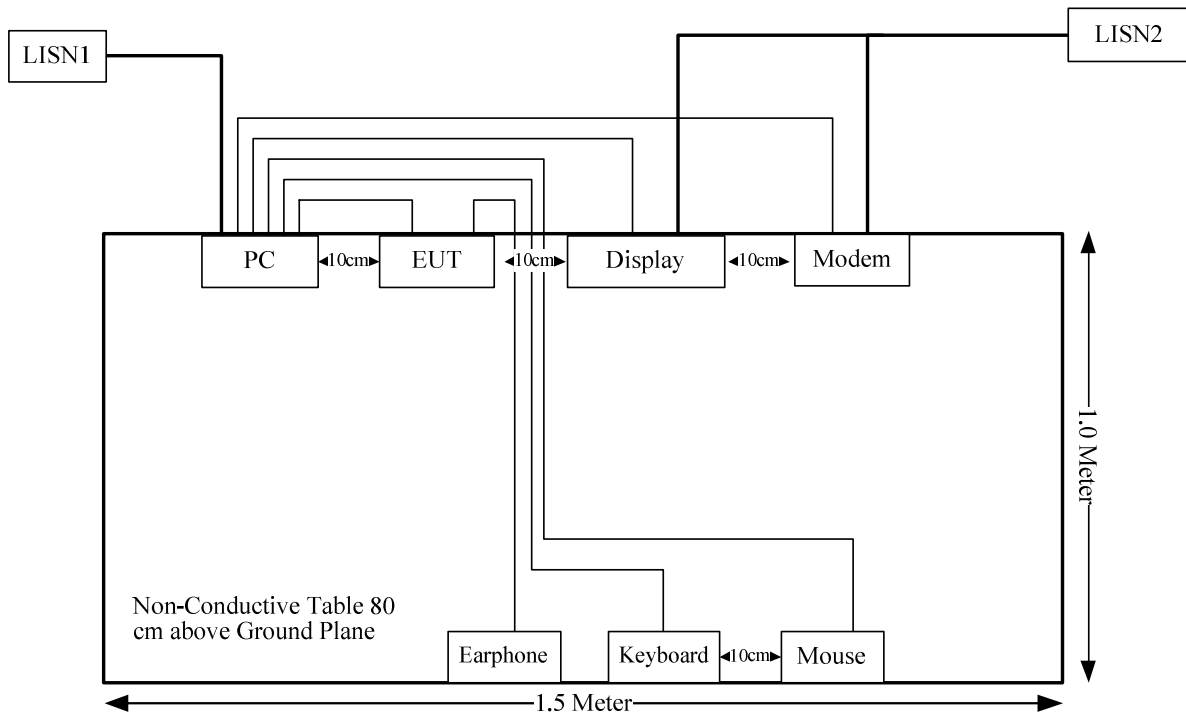 LISN1
LISN2
PC
10cm
EUT
10cm
Display
10cm
Modem
1.0 Meter
Non-Conductive Table 80
cm above Ground Plane
Earphone
Keyboard
10cm
Mouse
1.5 Meter